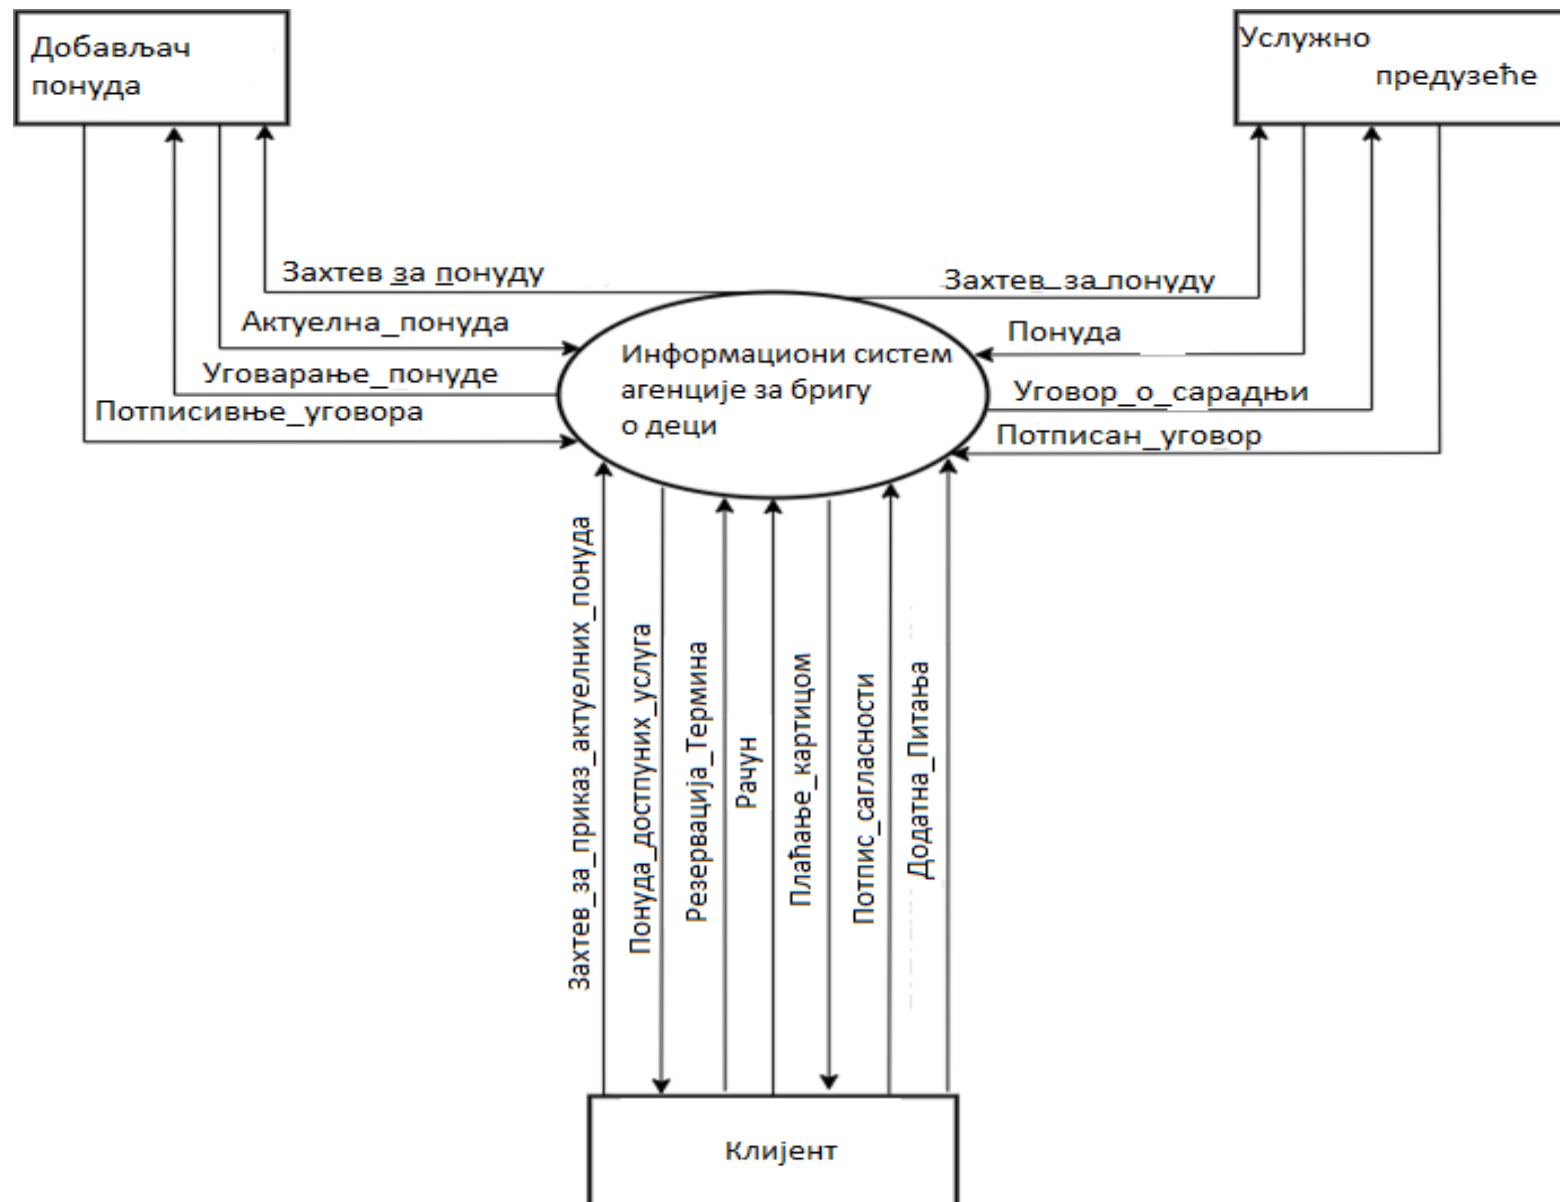 Добављач
понуда
Услужно
предузеће
Захтев за понуду
Актуелна_понуда
Уговарање_понуде
Потписивње_уговора
Захтев_за_понуду
Понуда
Уговор_о_сарадњи
Потписан_уговор
Информациони систем
агенције за бригу
о деци
Захтев_за_приказ_актуелних_понуда
Понуда_достпуних_услуга
Резервација_Термина
Рачун
Плаћање_картицом
Потпис_сагласности
Додатна_Питања
Клијент